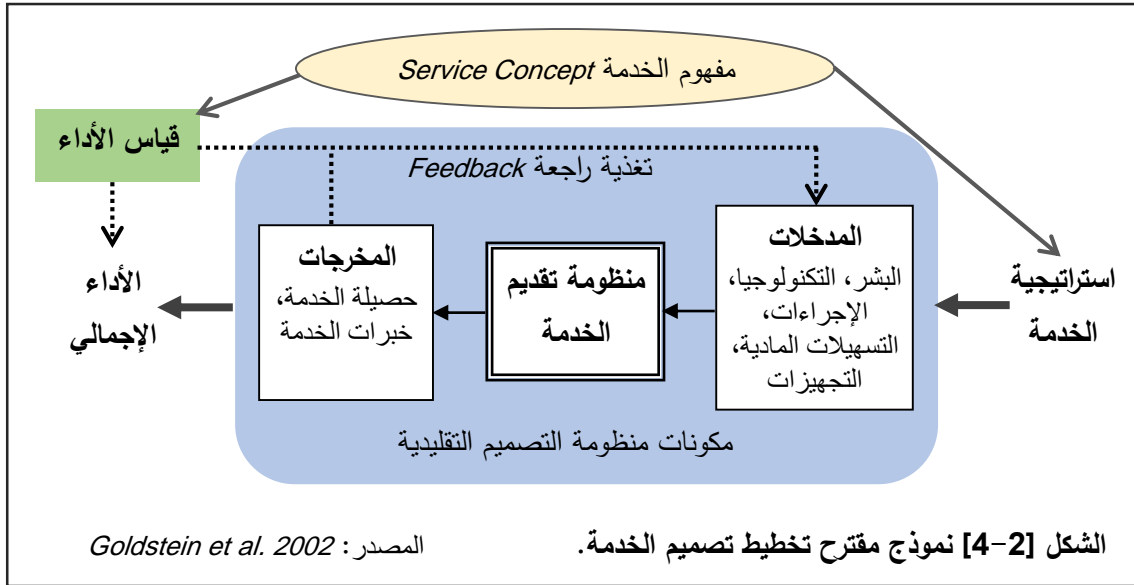 مفهوم الخدمة Service Concept
قياس الأداء
تغذية راجعة Feedback
استراتيجية
الخدمة
المدخلات
البشر، التكنولوجيا،
الإجراءات،
التسهيلات المادية،
التجهيزات
منظومة تقديم
الخدمة
المخرجات
حصيلة الخدمة،
خبرات الخدمة
الأداء
الإجمالي
مكونات منظومة التصميم التقليدية
الشكل [2-4] نموذج مقترح تخطيط تصميم الخدمة.
المصدر: Goldstein et al. 2002